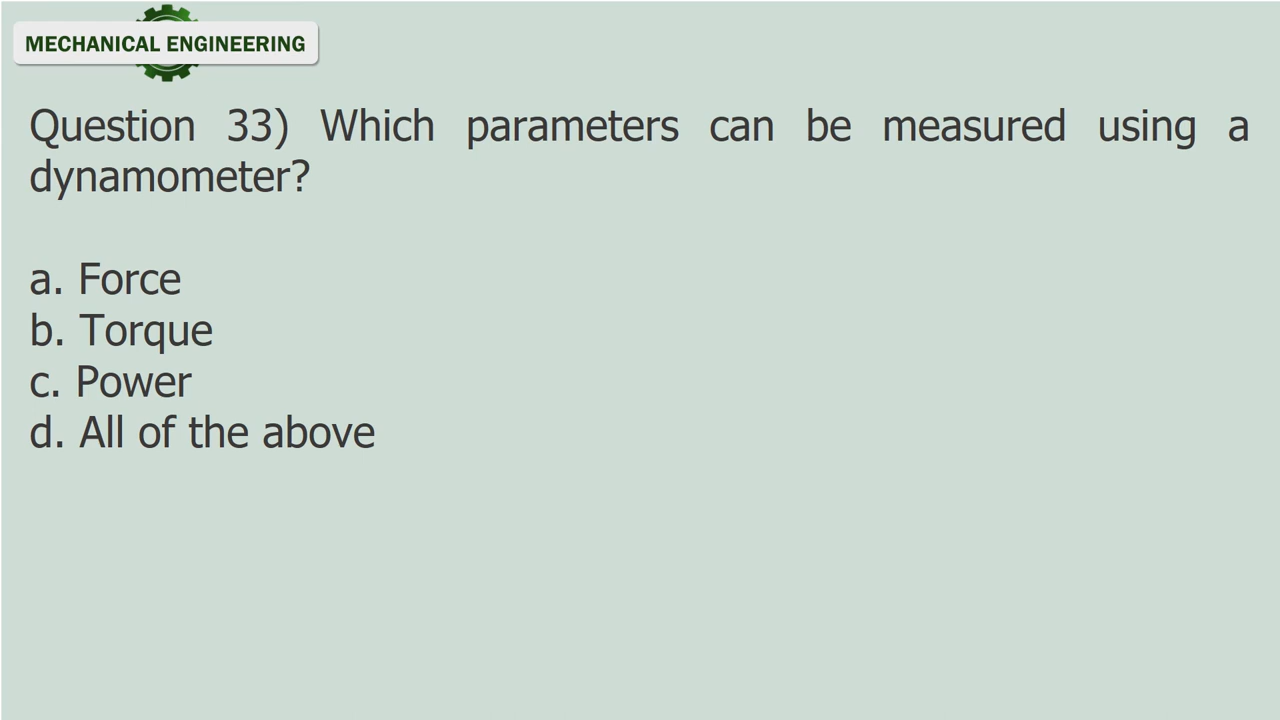 MECHANICAL ENGINEERING
Question 33) Which parameters can be measured using a
dynamometer?
a. Force
b. Torque
c. Power
d. All of the above